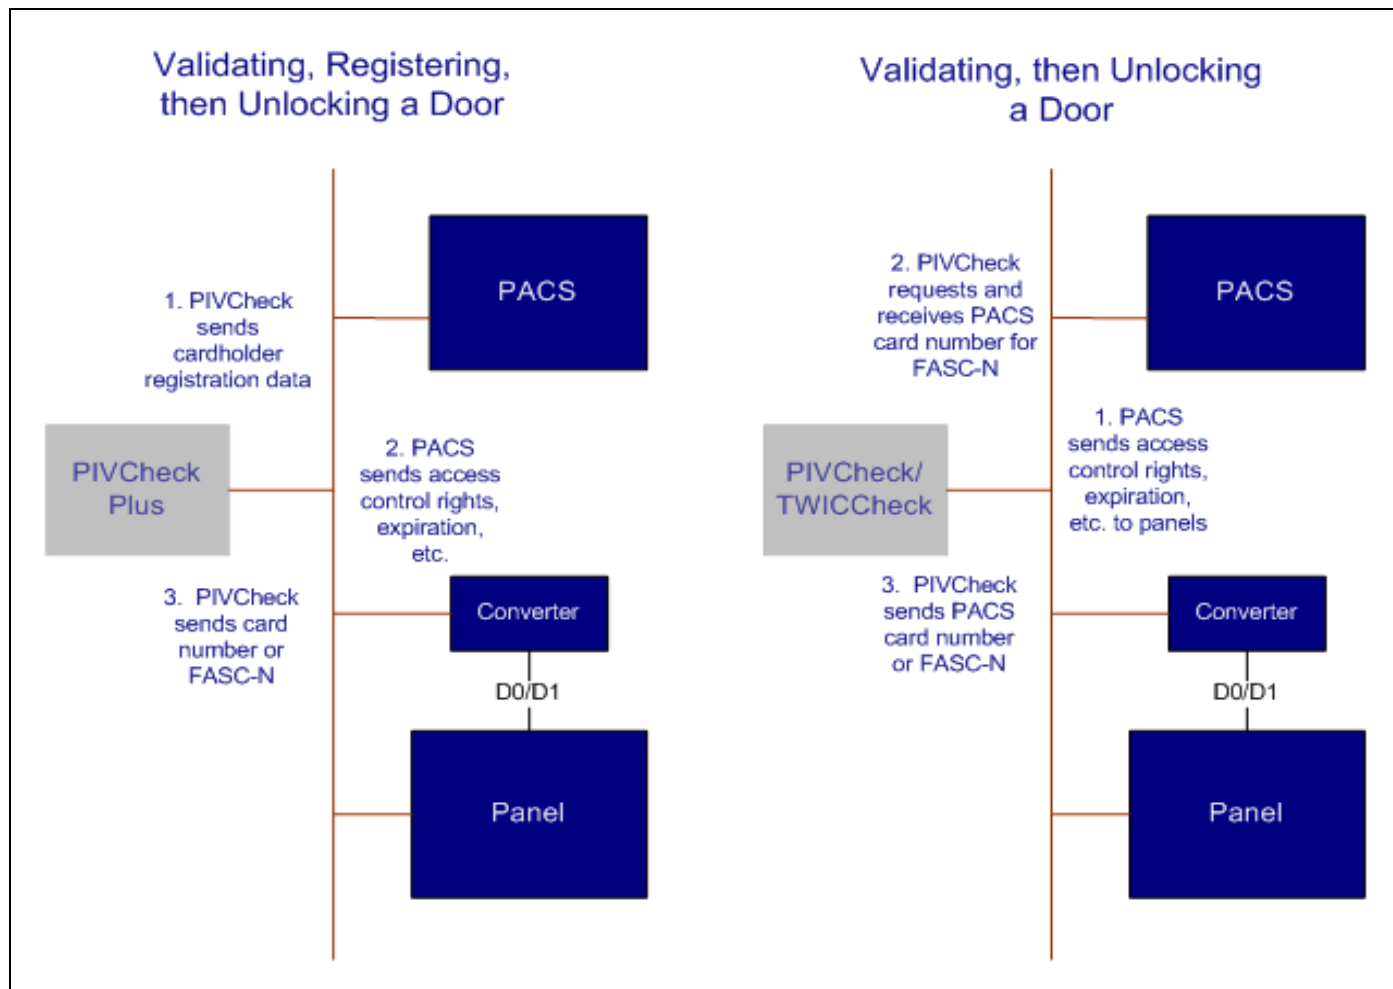 Validating, Registering,
then Unlocking a Door
1. PIVCheck
sends
cardholder
registration data
PACS
PIVCheck
Plus
2. PACS
sends access
control rights,
expiration,
etc.
3. PIVCheck
sends card
number or
FASC-N
Converter
D0/D1
Panel
Validating, then Unlocking
a Door
2. PIVCheck
requests and
receives PACS
card number for
FASC-N
PACS
PIVCheck/
TWICCheck
1. PACS
sends access
control rights,
expiration,
etc. to panels
3. PIVCheck
sends PACS
card number
or FASC-N
Converter
D0/D1
Panel